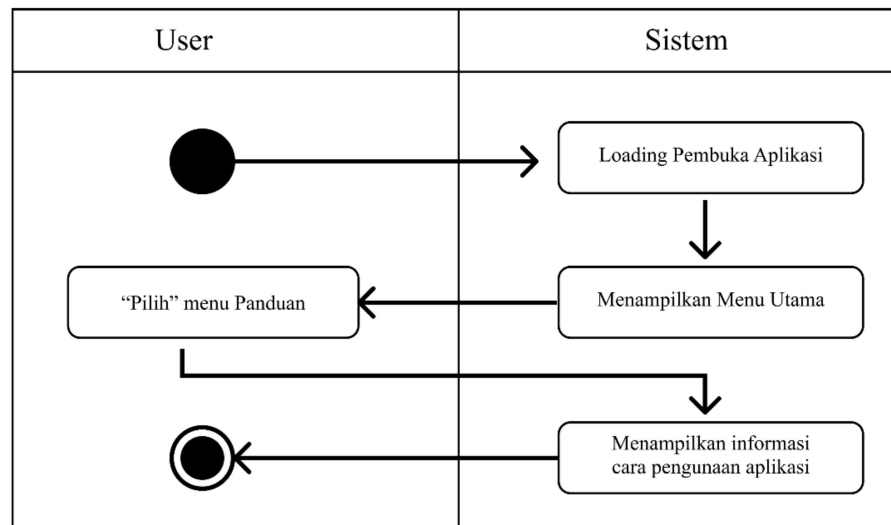 User
Sistem
Loading Pembuka Aplikasi
“Pilih” menu Panduan
Menampilkan Menu Utama
Menampilkan informasi
cara pengunaan aplikasi